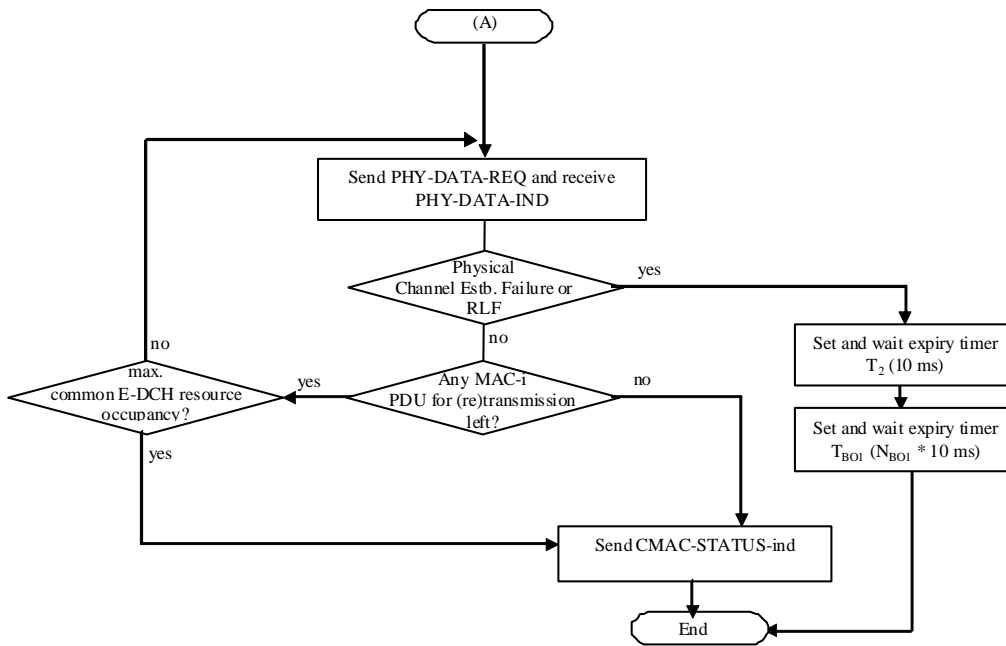 (A)
Send PHY-DATA-REQ and receive
PHY-DATA-IND
Physical
Channel Estb. Failure or
RLF
yes
no
Set and wait expiry timer
T₂ (10 ms)
no
max.
common E-DCH resource
occupancy?
yes
Any MAC-i
PDU for (re)transmission
left?
no
yes
Set and wait expiry timer
T_BO1 (N_BO1 * 10 ms)
Send CMAC-STATUS-ind
End